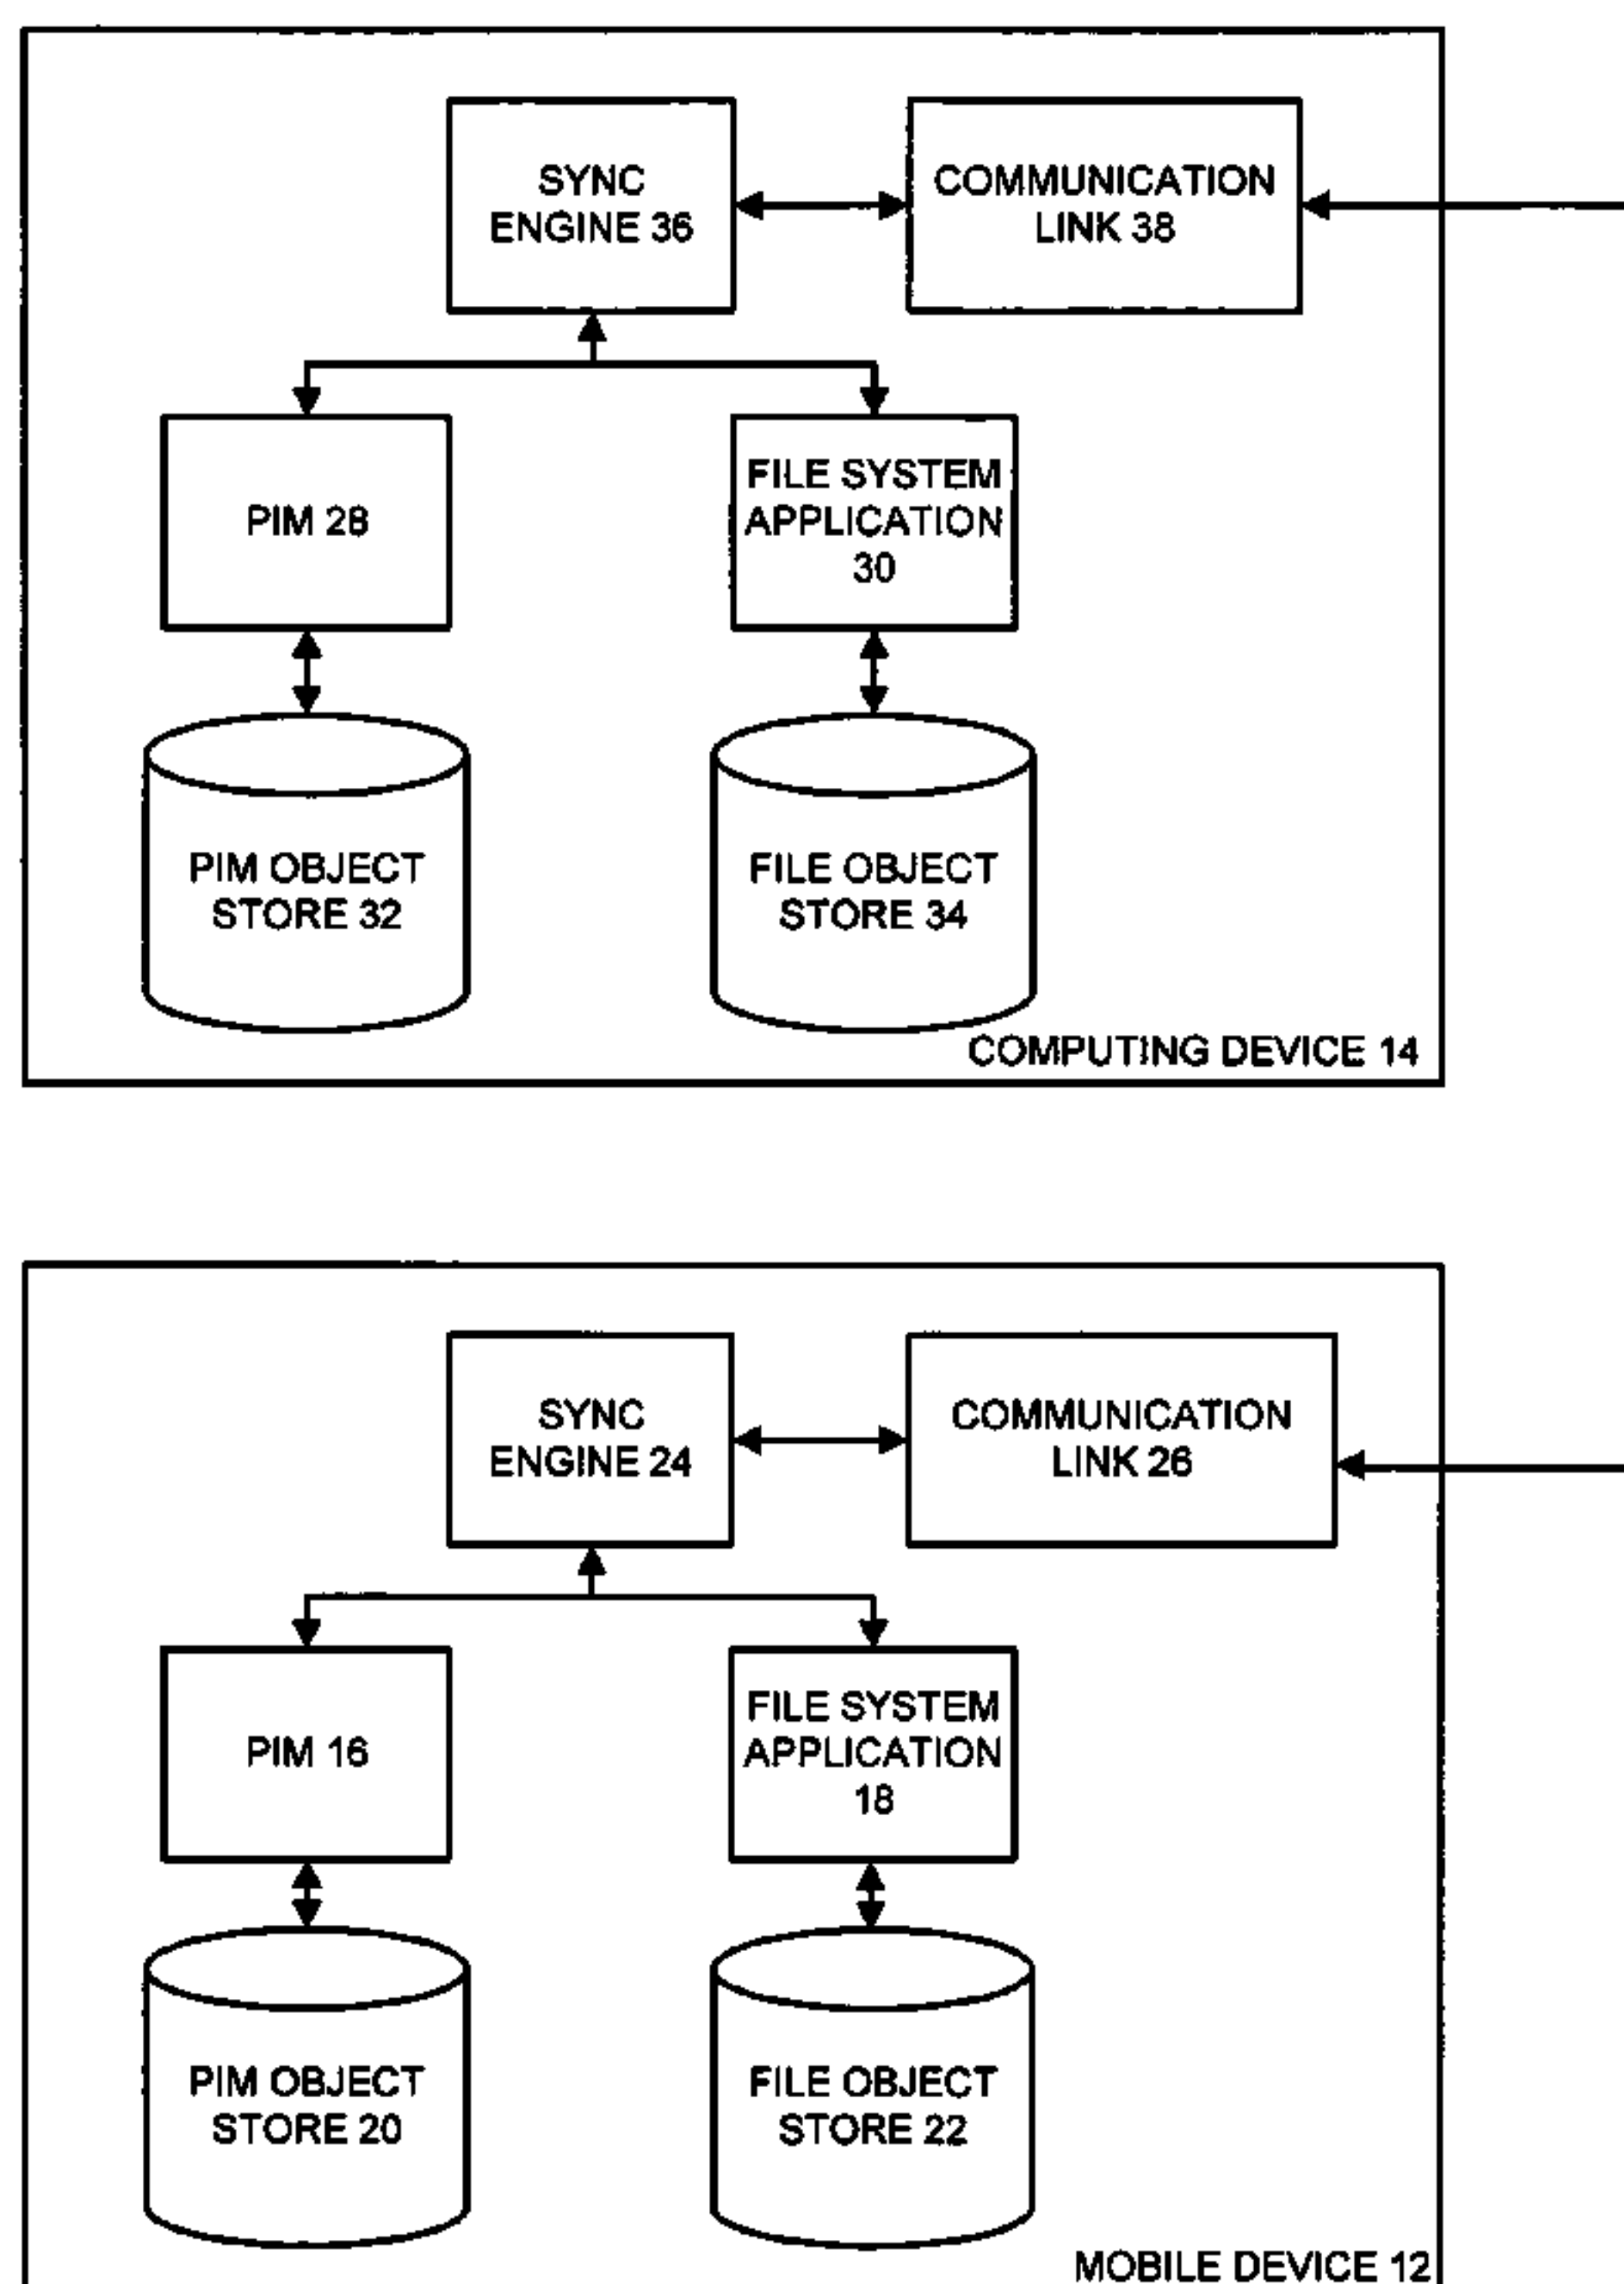 SYNC
ENGINE 36
COMMUNICATION
LINK 38
PIM 28
FILE SYSTEM
APPLICATION
30
PIM OBJECT
STORE 32
FILE OBJECT
STORE 34
COMPUTING DEVICE 14
SYNC
ENGINE 24
COMMUNICATION
LINK 26
PIM 16
FILE SYSTEM
APPLICATION
18
PIM OBJECT
STORE 20
FILE OBJECT
STORE 22
MOBILE DEVICE 12